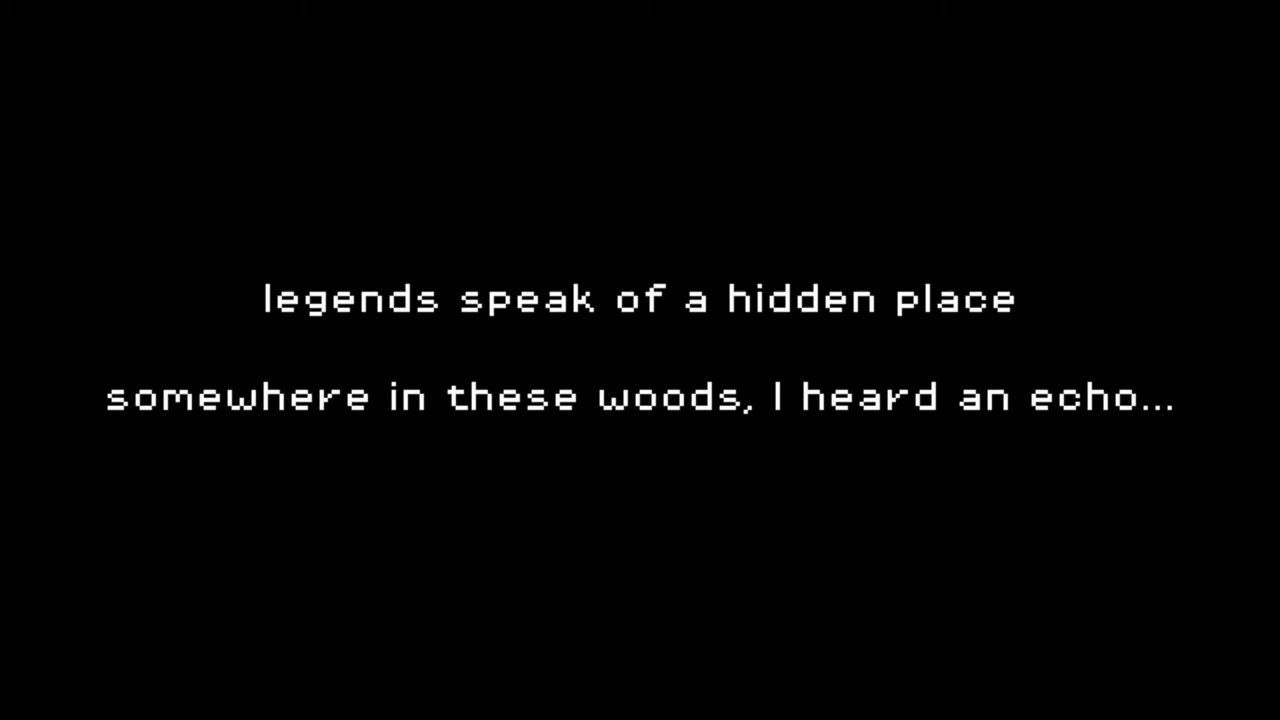 legends speak of a hidden place
somewhere in these woods, I heard an echo...